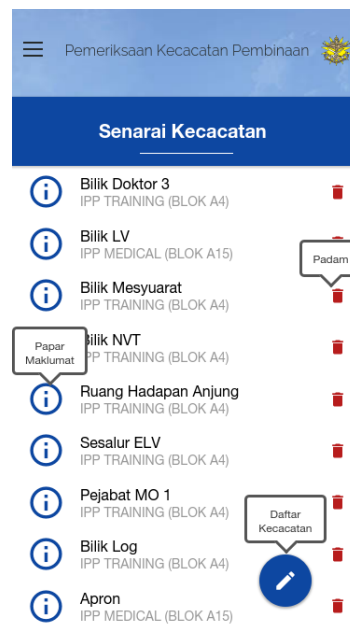 Pemeriksaan Kecacatan Pembinaan
Senarai Kecacatan
Bilik Doktor 3
IPP TRAINING (BLOK A4)
Bilik LV
IPP MEDICAL (BLOK A15)
Padam
Bilik Mesyuarat
IPP TRAINING (BLOK A4)
Papar
Maklumat
Bilik NVT
IPP TRAINING (BLOK A4)
Ruang Hadapan Anjung
IPP TRAINING (BLOK A4)
Sesalur ELV
IPP TRAINING (BLOK A4)
Pejabat MO 1
IPP TRAINING (BLOK A4)
Daftar
Kecacatan
Bilik Log
IPP TRAINING (BLOK A4)
Apron
IPP MEDICAL (BLOK A15)